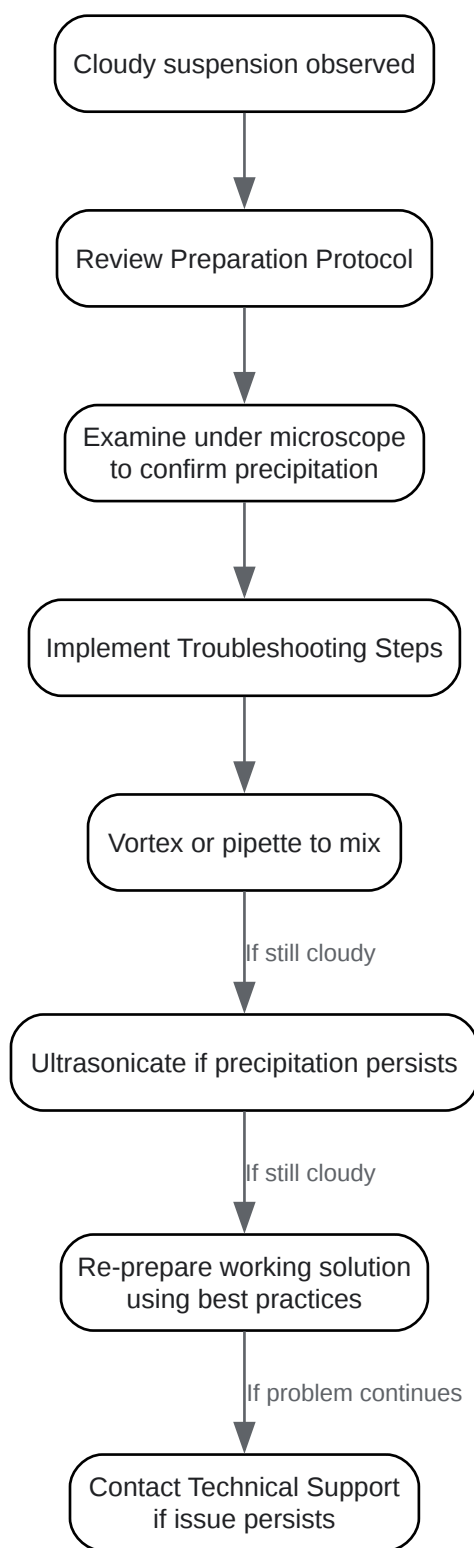 Cloudy suspension observed
Review Preparation Protocol
Examine under microscope
to confirm precipitation
Implement Troubleshooting Steps
Vortex or pipette to mix
If still cloudy
Ultrasonicate if precipitation persists
If still cloudy
Re-prepare working solution
using best practices
If problem continues
Contact Technical Support
if issue persists